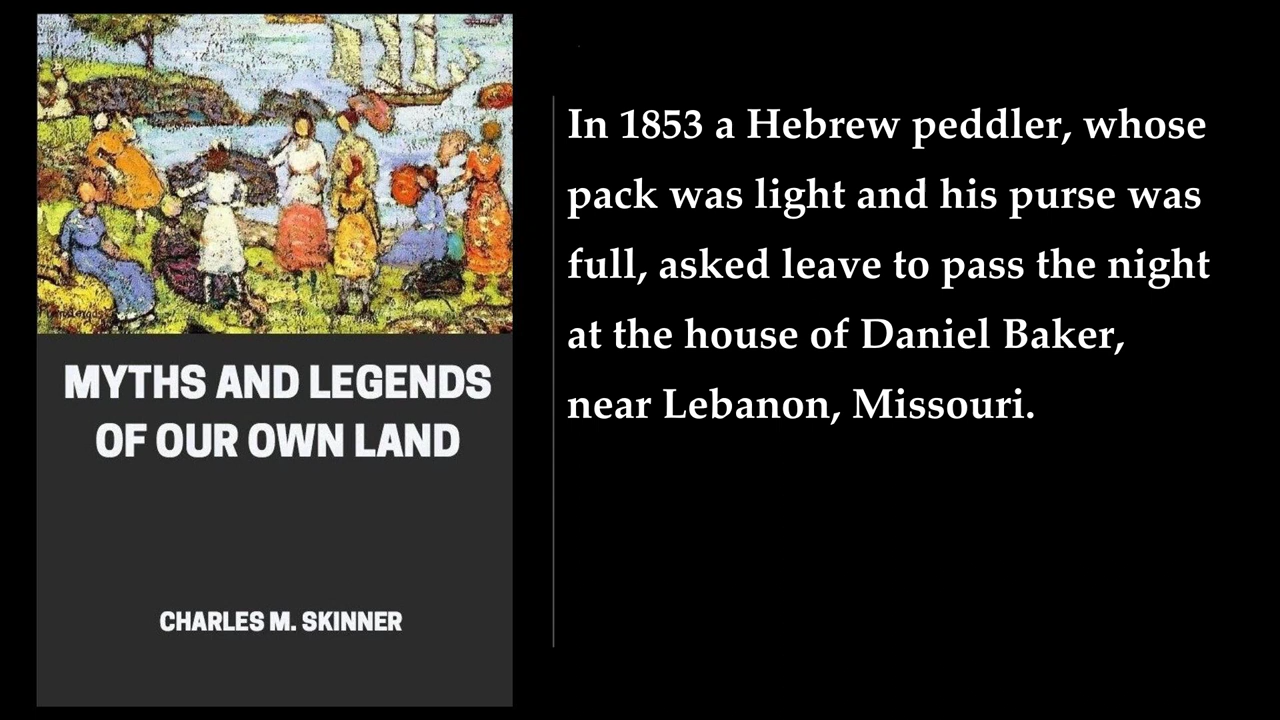 MYTHS AND LEGENDS
OF OUR OWN LAND
CHARLES M. SKINNER
In 1853 a Hebrew peddler, whose
pack was light and his purse was
full, asked leave to pass the night
at the house of Daniel Baker,
near Lebanon, Missouri.